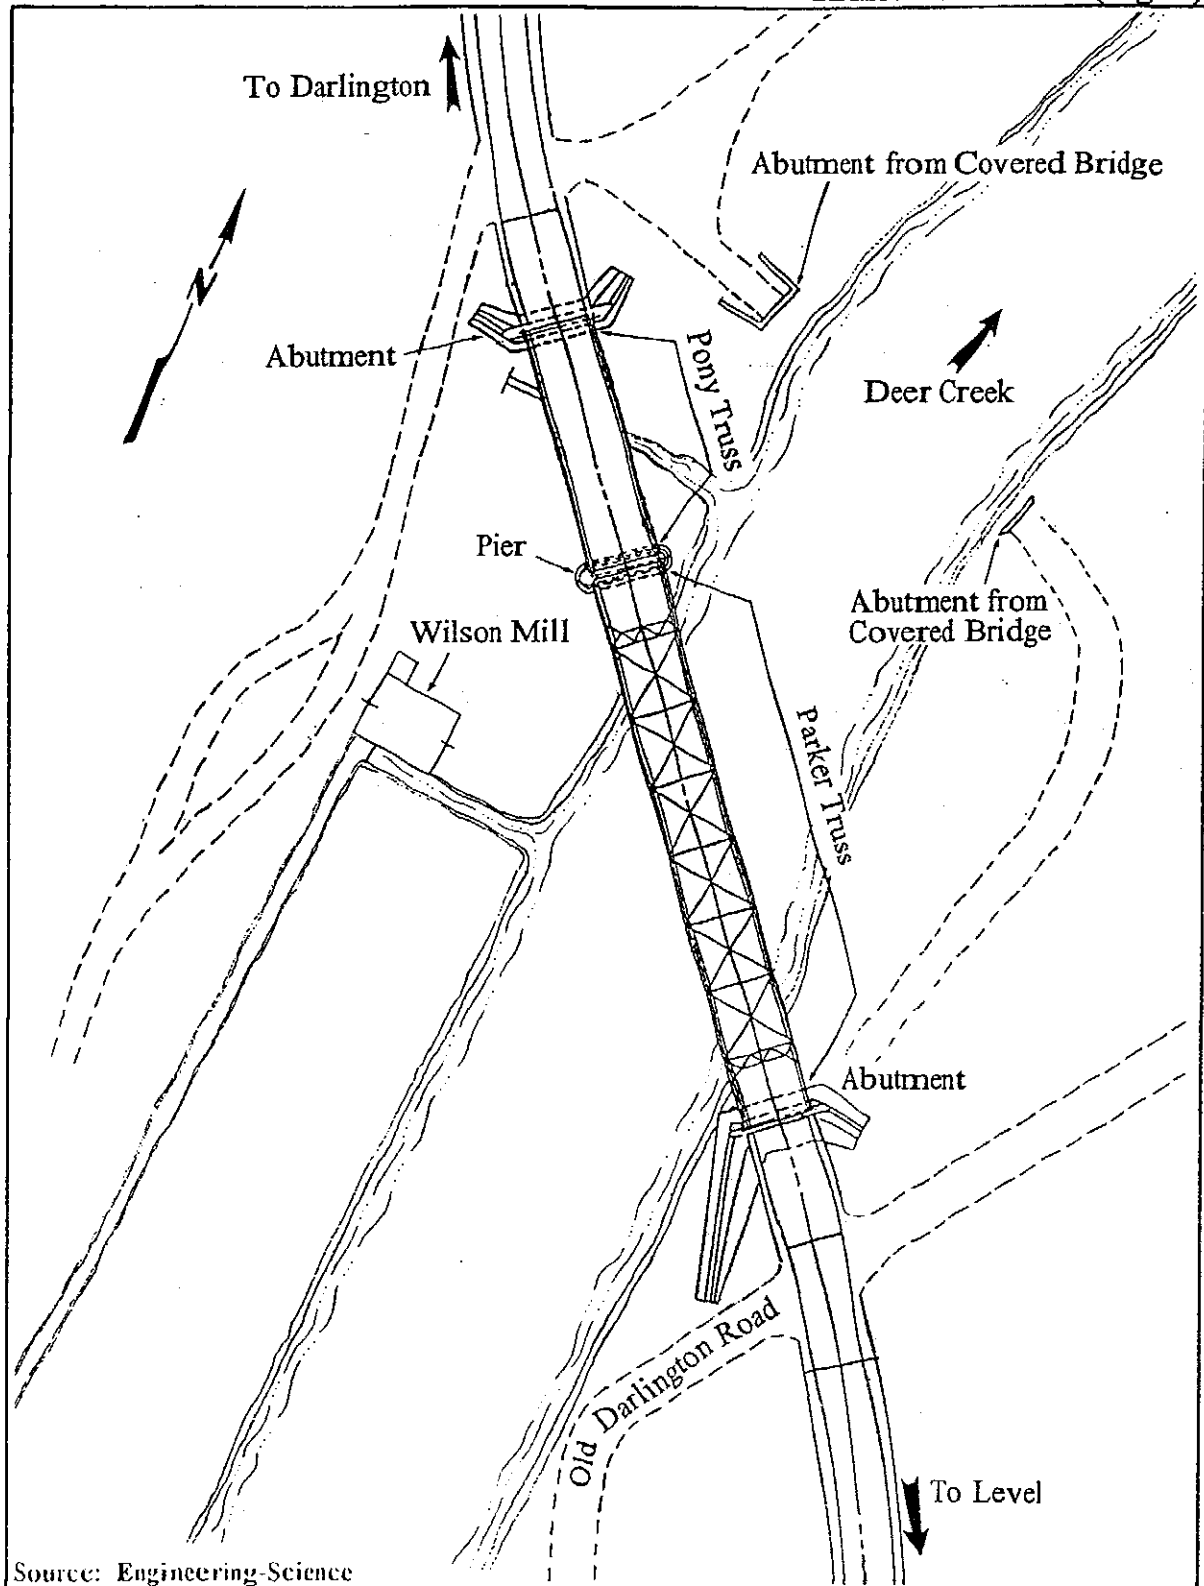 To Darlington
Abutment from Covered Bridge
N
Abutment
Pony Truss
Deer Creek
Pier
Abutment from
Covered Bridge
Wilson Mill
Parker Truss
Abutment
Old Darlington Road
To Level
Source: Engineering-Science